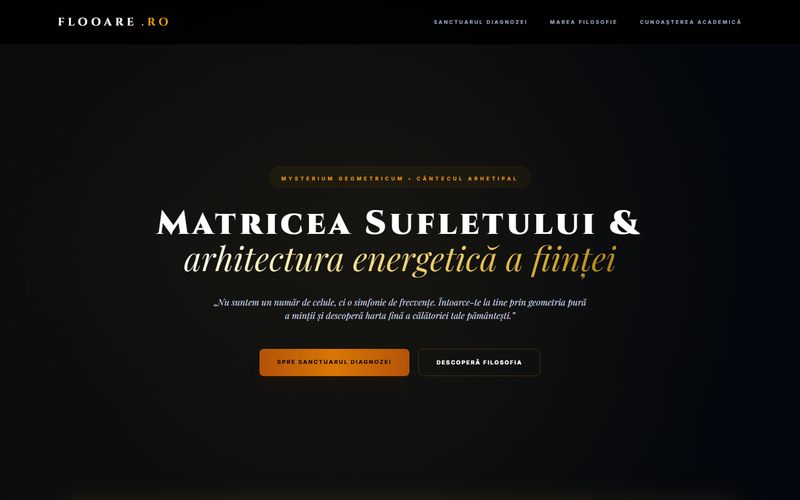 FLOOARE .RO
SANCTUARUL DIAGNOZEI
MAREA FILOSOFIE
CUNOAȘTEREA ACADEMICĂ
MYSTERIUM GEOMETRICUM • CÂNTECUL ARHETIPAL
MATRICEA SUFLETULUI &
arhitectura energetică a ființei
„Nu suntem un număr de celule, ci o simfonie de frecvențe. Întoarce-te la tine prin geometria pură
a minții și descoperă harta fină a călătoriei tale pământești.”
SPRE SANCTUARUL DIAGNOZEI
DESCOPERĂ FILOSOFIA